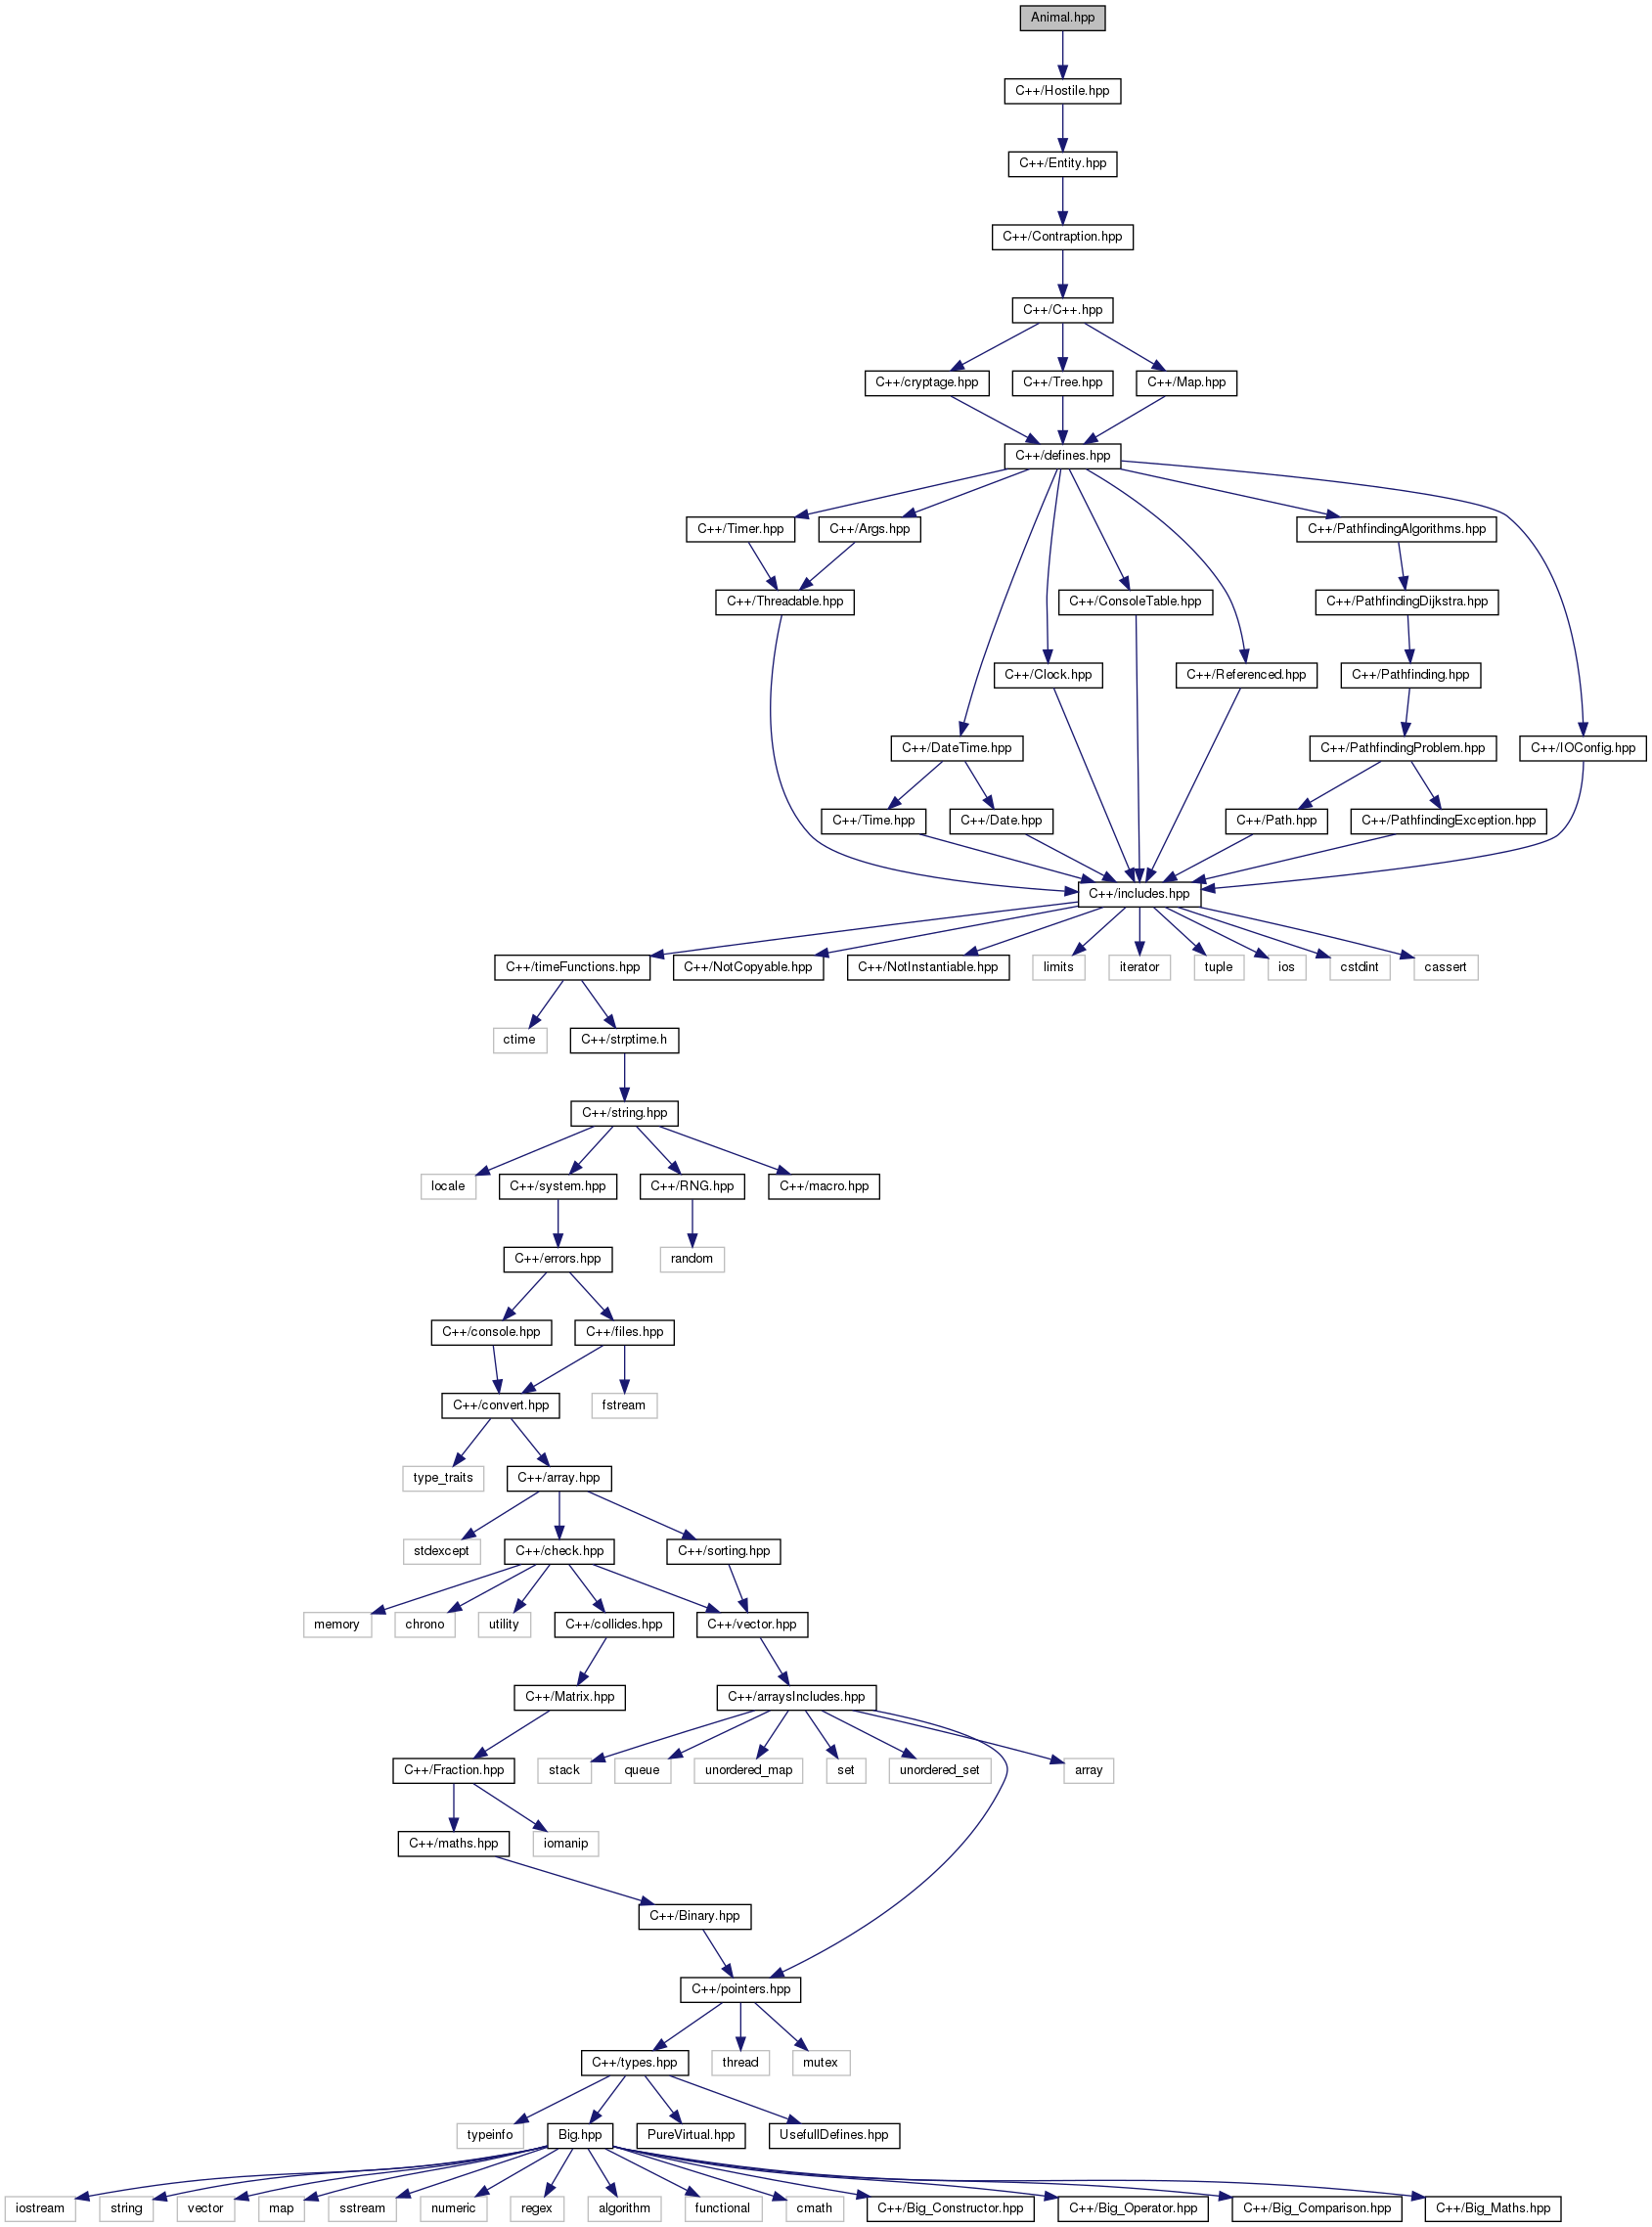 Animal.hpp
C++/Hostile.hpp
C++/Entity.hpp
C++/Contraption.hpp
C++/C++.hpp
C++/cryptage.hpp
C++/Tree.hpp
C++/Map.hpp
C++/defines.hpp
C++/Timer.hpp
C++/Args.hpp
C++/PathfindingAlgorithms.hpp
C++/Threadable.hpp
C++/ConsoleTable.hpp
C++/PathfindingDijkstra.hpp
C++/Clock.hpp
C++/Referenced.hpp
C++/Pathfinding.hpp
C++/DateTime.hpp
C++/PathfindingProblem.hpp
C++/IOConfig.hpp
C++/Time.hpp
C++/Date.hpp
C++/Path.hpp
C++/PathfindingException.hpp
C++/includes.hpp
C++/timeFunctions.hpp
C++/NotCopyable.hpp
C++/NotInstantiable.hpp
limits
iterator
tuple
ios
cstdint
cassert
ctime
C++/strptime.h
C++/string.hpp
locale
C++/system.hpp
C++/RNG.hpp
C++/macro.hpp
C++/errors.hpp
random
C++/console.hpp
C++/files.hpp
C++/convert.hpp
fstream
type_traits
C++/array.hpp
stdexcept
C++/check.hpp
C++/sorting.hpp
memory
chrono
utility
C++/collides.hpp
C++/vector.hpp
C++/Matrix.hpp
C++/arraysIncludes.hpp
C++/Fraction.hpp
stack
queue
unordered_map
set
unordered_set
array
C++/maths.hpp
iomanip
C++/Binary.hpp
C++/pointers.hpp
C++/types.hpp
thread
mutex
typeinfo
Big.hpp
PureVirtual.hpp
UsefullDefines.hpp
iostream
string
vector
map
sstream
numeric
regex
algorithm
functional
cmath
C++/Big_Constructor.hpp
C++/Big_Operator.hpp
C++/Big_Comparison.hpp
C++/Big_Maths.hpp